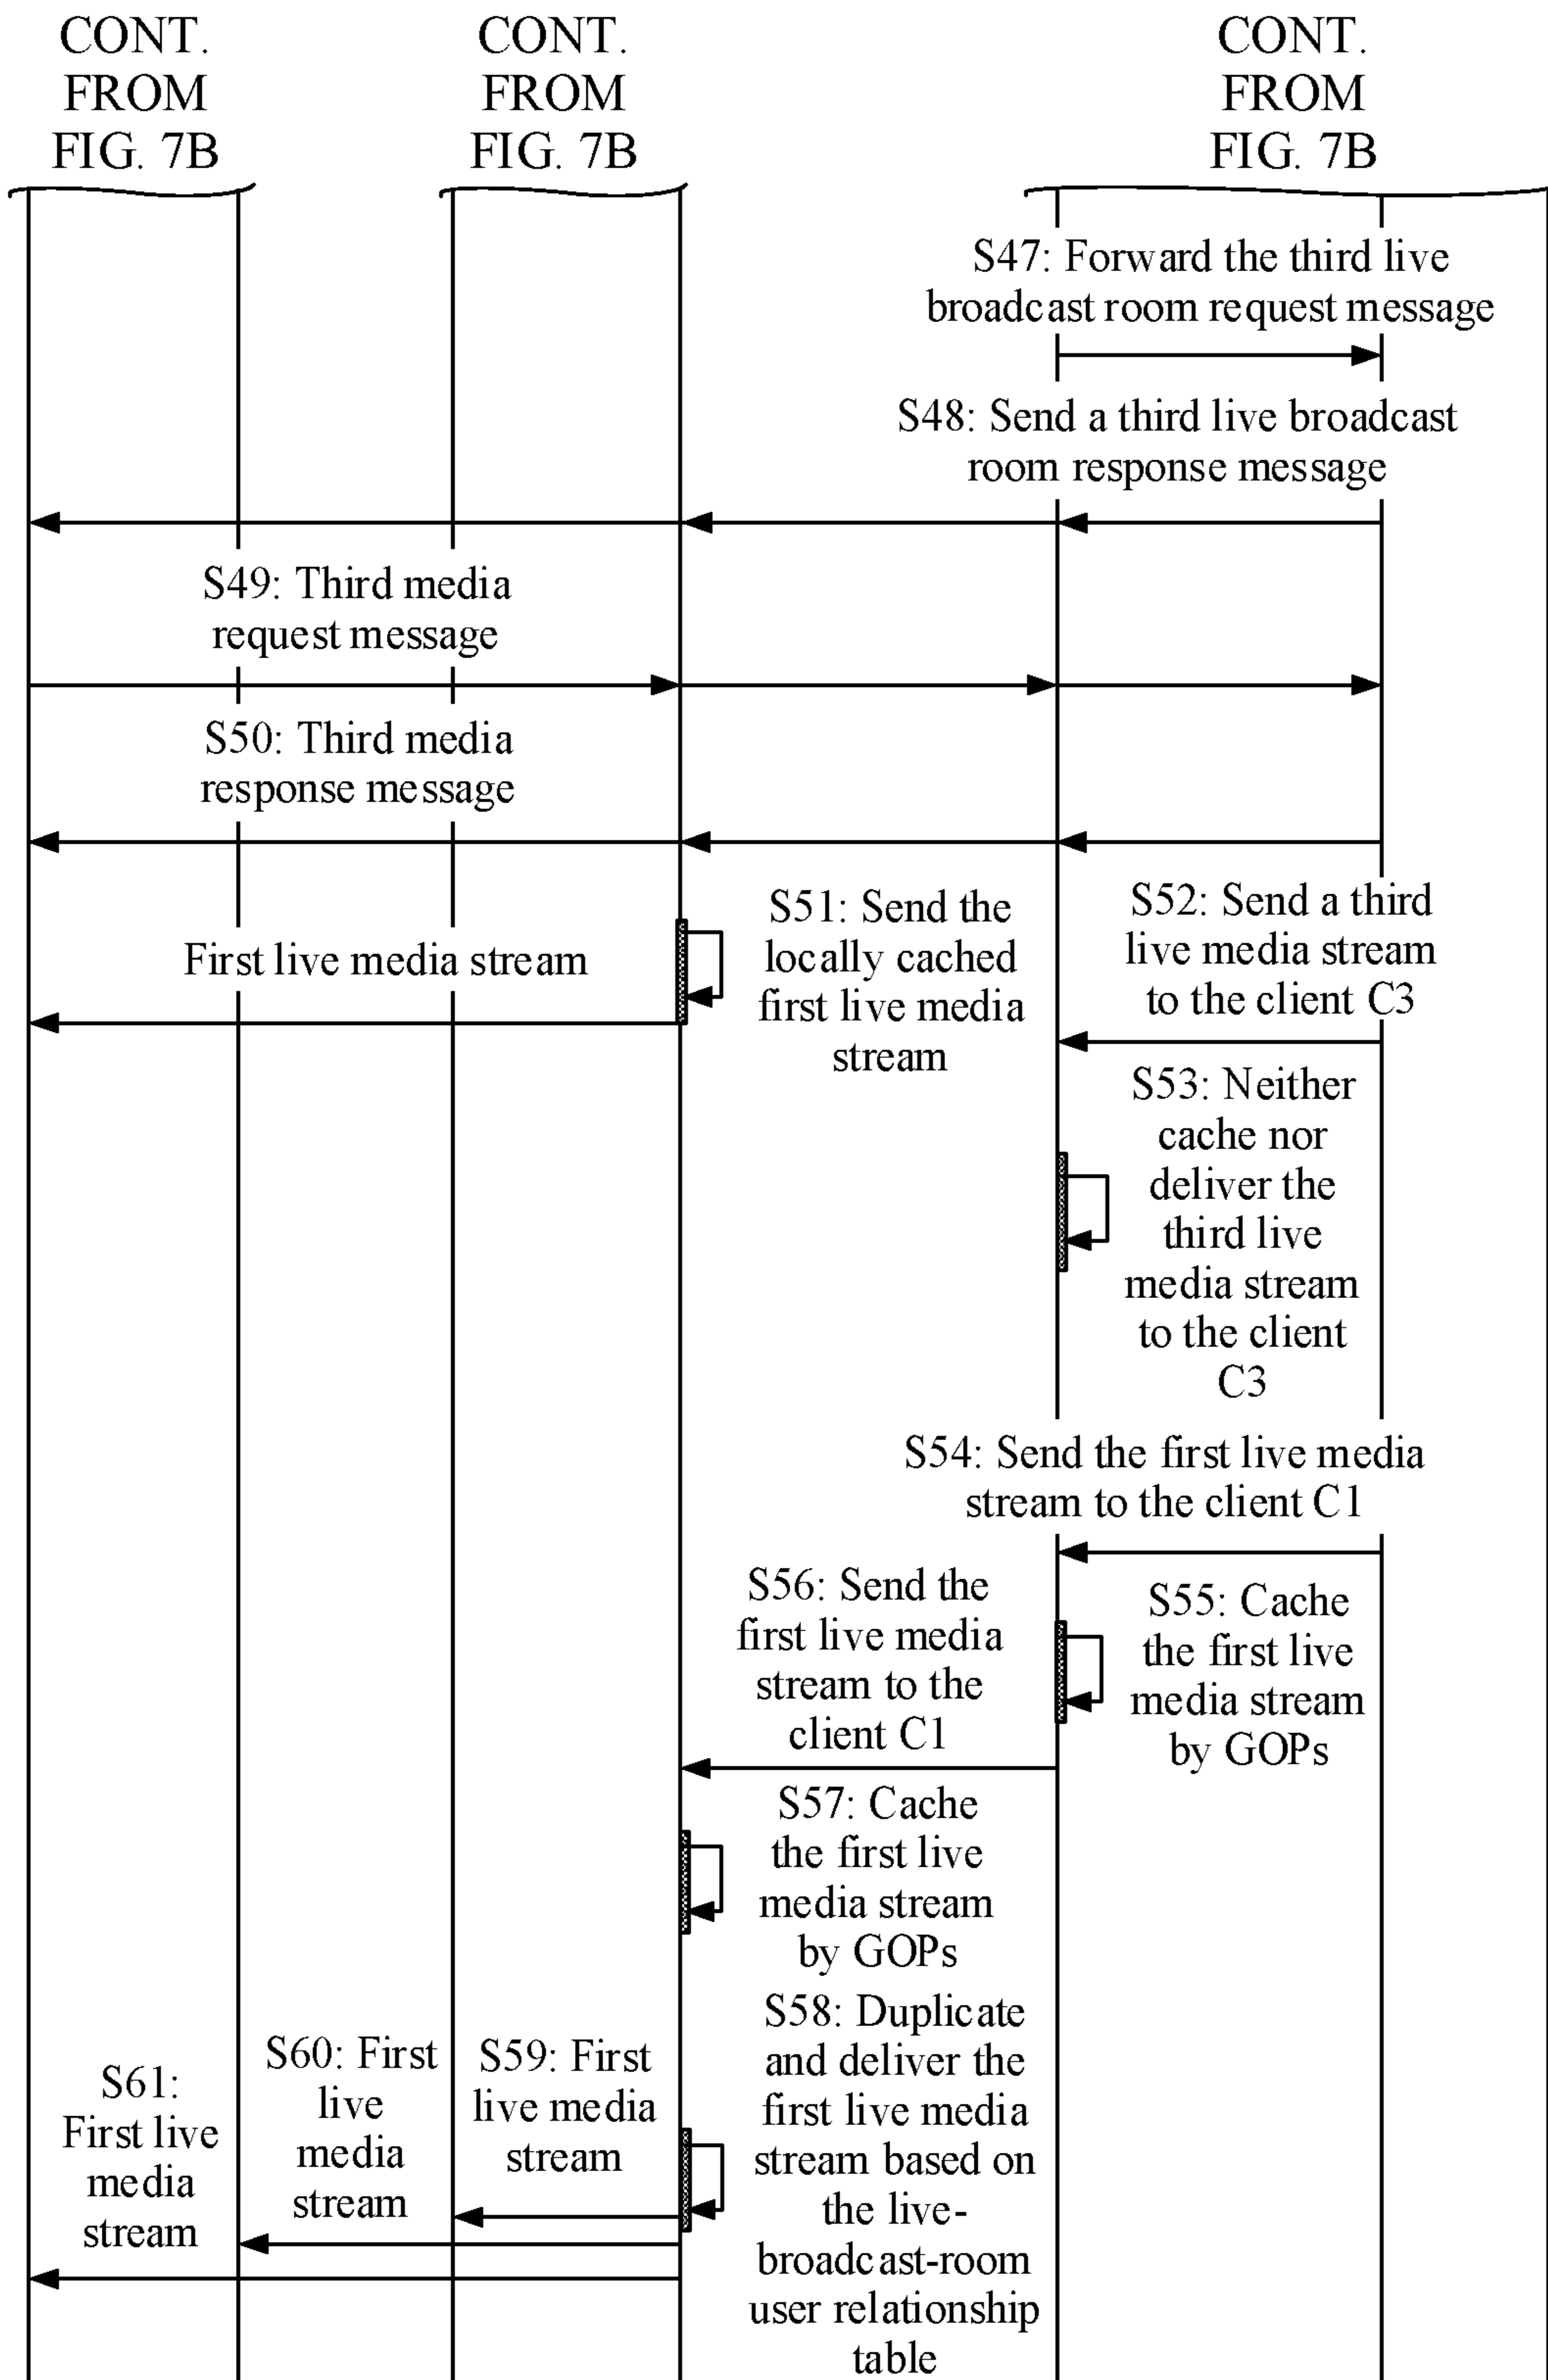 CONT.
FROM
FIG. 7B
CONT.
FROM
FIG. 7B
CONT.
FROM
FIG. 7B
S47: Forward the third live
broadcast room request message
S48: Send a third live broadcast
room response message
S49: Third media
request message
S50: Third media
response message
First live media stream
S51: Send the
locally cached
first live media
stream
S52: Send a third
live media stream
to the client C3
S53: Neither
cache nor
deliver the
third live
media stream
to the client
C3
S54: Send the first live media
stream to the client C1
S55: Cache
the first live
media stream
by GOPs
S56: Send the
first live media
stream to the
client C1
S57: Cache
the first live
media stream
by GOPs
S58: Duplicate
and deliver the
first live media
stream based on
the live-
broadcast-room
user relationship
table
S59: First
live media
stream
S60: First
live
media
stream
S61:
First live
media
stream